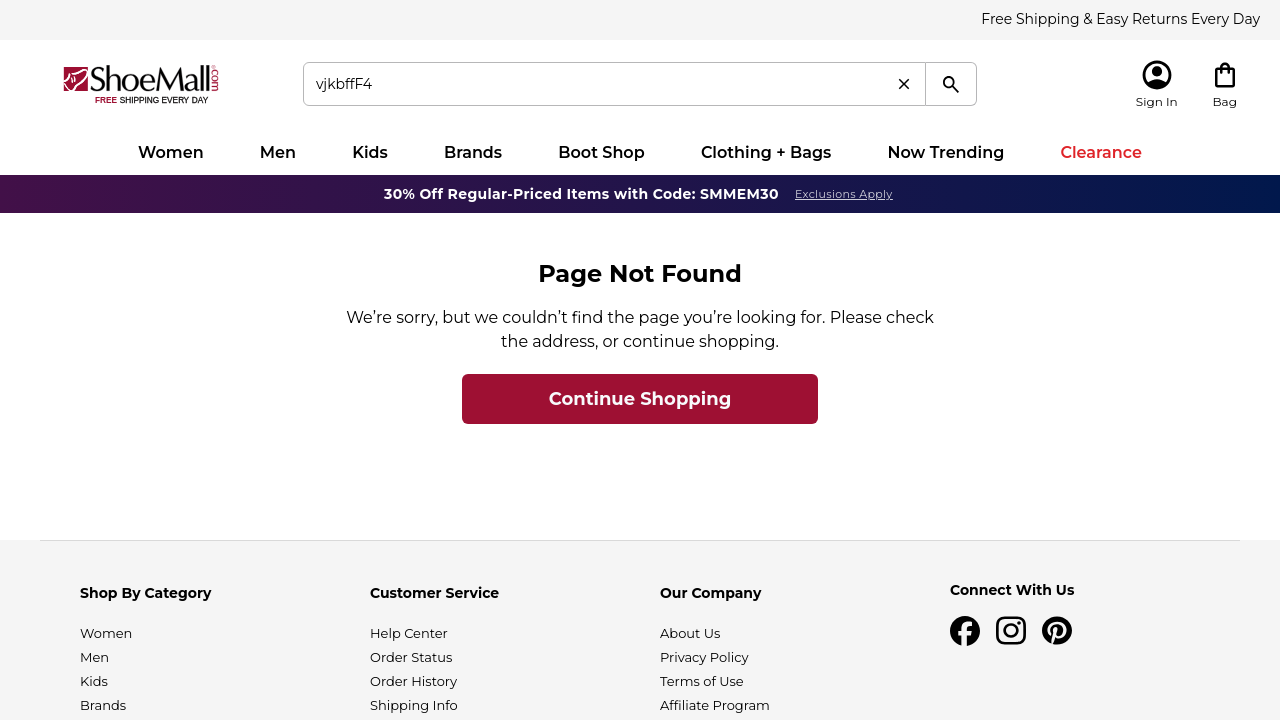 Free Shipping & Easy Returns Every Day
ShoeMall®.com
FREE SHIPPING EVERY DAY
vjkbffF4
Sign In
Bag
Women
Men
Kids
Brands
Boot Shop
Clothing + Bags
Now Trending
Clearance
30% Off Regular-Priced Items with Code: SMMEM30 Exclusions Apply
Page Not Found
We’re sorry, but we couldn’t find the page you’re looking for. Please check
the address, or continue shopping.
Continue Shopping
Shop By Category
Women
Men
Kids
Brands
Customer Service
Help Center
Order Status
Order History
Shipping Info
Our Company
About Us
Privacy Policy
Terms of Use
Affiliate Program
Connect With Us